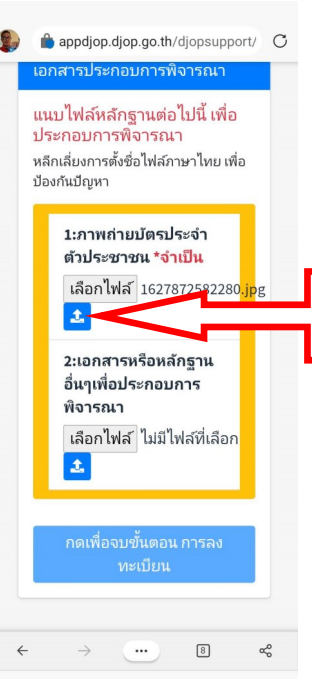 appdjop.djop.go.th/djopsupport/
เอกสารประกอบการพิจารณา
แนบไฟล์หลักฐานต่อไปนี้ เพื่อ
ประกอบการพิจารณา
หลีกเลี่ยงการตั้งชื่อไฟล์ภาษาไทย เพื่อ
ป้องกันปัญหา
1:ภาพถ่ายบัตรประจำ
ตัวประชาชน *จำเป็น
เลือกไฟล์ 1627872582280.jpg
2:เอกสารหรือหลักฐาน
อื่นๆเพื่อประกอบการ
พิจารณา
เลือกไฟล์ ไม่มีไฟล์ที่เลือก
กดเพื่อจบขั้นตอน การลง
ทะเบียน
8